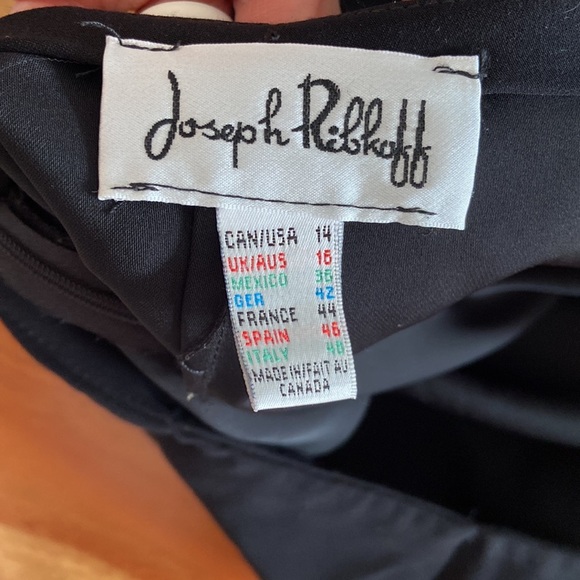 Joseph Ribkoff
CAN/USA 14
UK/AUS 16
MEXICO 36
GER 42
FRANCE 44
SPAIN 46
ITALY 48
MADE IN/FAIT AU
CANADA